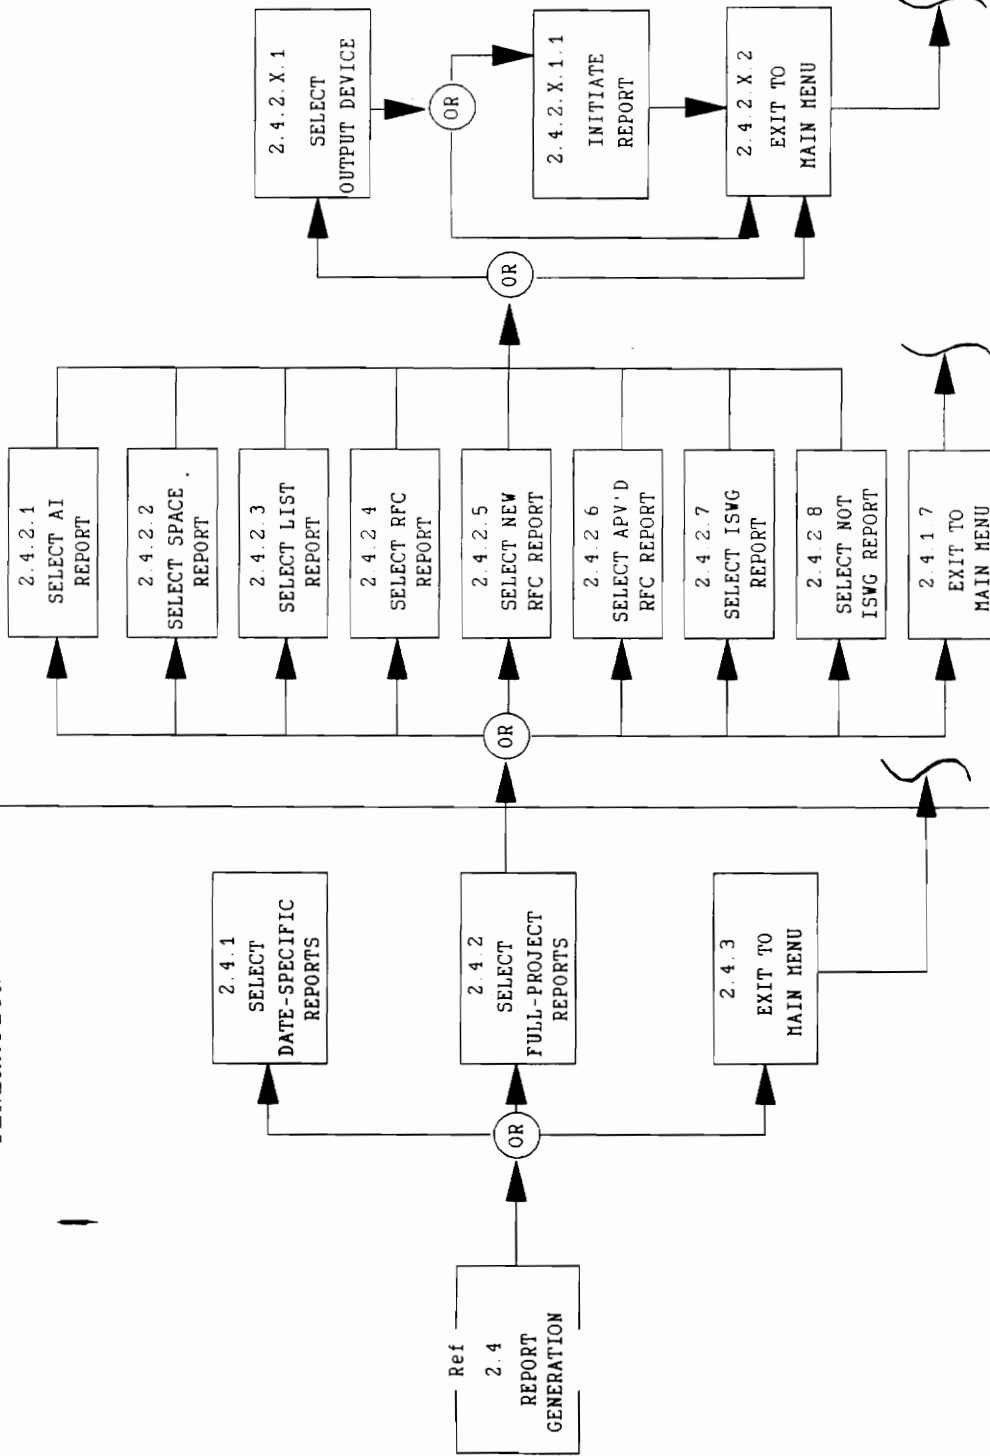 Ref
2.4
REPORT
GENERATION
OR
2.4.1
SELECT
DATE-SPECIFIC
REPORTS
2.4.2
SELECT
FULL-PROJECT
REPORTS
2.4.3
EXIT TO
MAIN MENU
OR
2.4.2.1
SELECT AI
REPORT
2.4.2.2
SELECT SPACE .
REPORT
2.4.2.3
SELECT LIST
REPORT
2.4.2 4
SELECT RFC
REPORT
2.4.2.5
SELECT NEW
RFC REPORT
2.4.2 6
SELECT APV'D
RFC REPORT
2.4.2.7
SELECT ISWG
REPORT
2.4.2 8
SELECT NOT
ISWG REPORT
2.4.1.7
EXIT TO
MAIN MENU
OR
2.4.2.X.1
SELECT
OUTPUT DEVICE
OR
2.4.2.X.1.1
INITIATE
REPORT
2.4.2.X.2
EXIT TO
MAIN MENU